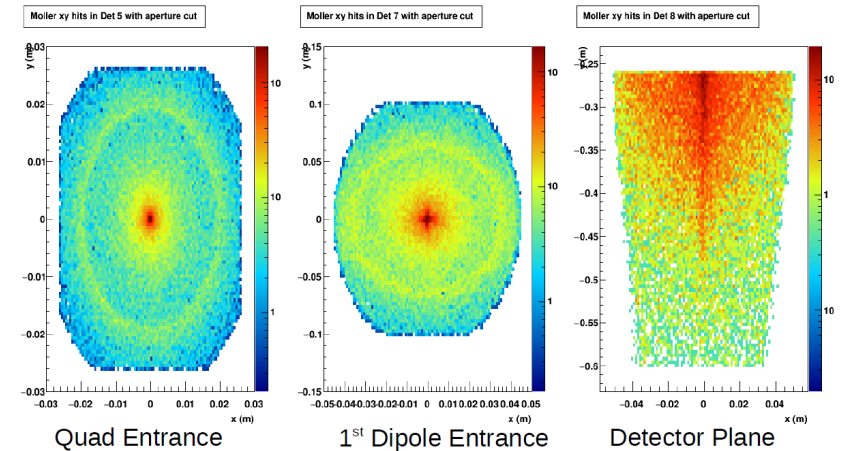 Moller xy hits in Det 5 with aperture cut
y (m)
0.03
0.02
0.01
0
−0.01
−0.02
−0.03
−0.03 −0.02 −0.01 0 0.01 0.02 0.03
x (m)
10
10
1
Quad Entrance
Moller xy hits in Det 7 with aperture cut
y (m)
0.15
0.1
0.05
0
−0.05
−0.1
−0.15
−0.05−0.04−0.03−0.02−0.01 0 0.01 0.02 0.03 0.04 0.05
x (m)
10
10
1
1st Dipole Entrance
Moller xy hits in Det 8 with aperture cut
y (m)
−0.25
−0.3
−0.35
−0.4
−0.45
−0.5
−0.55
−0.6
−0.04 −0.02 0 0.02 0.04
x (m)
10
1
10
Detector Plane